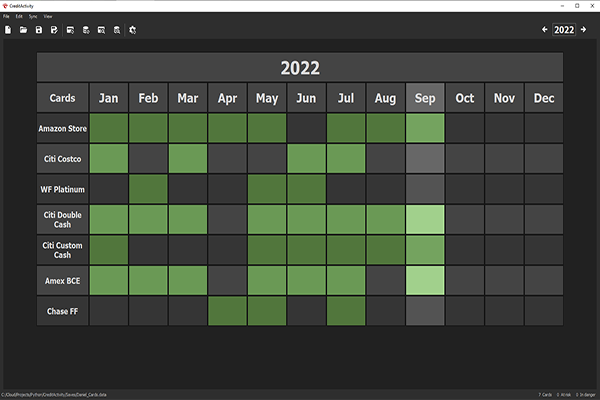 CreditActivity
File Edit Sync View
2022
2022
Cards Jan Feb Mar Apr May Jun Jul Aug Sep Oct Nov Dec
Amazon Store
Citi Costco
WF Platinum
Citi Double
Cash
Citi Custom
Cash
Amex BCE
Chase FF
C:/Cloud/Projects/Python/CreditActivity/Saves/Daniel_Cards.data 7 Cards 0 At risk 0 In danger